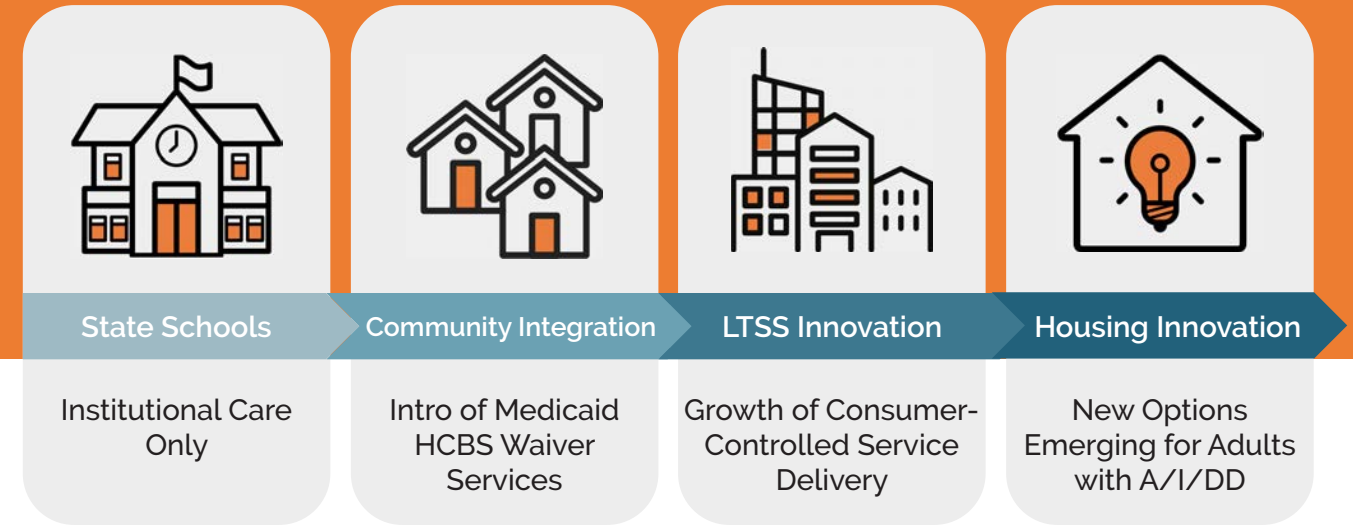 State Schools
Community Integration
LTSS Innovation
Housing Innovation
Institutional Care
Only
Intro of Medicaid
HCBS Waiver
Services
Growth of Consumer-
Controlled Service
Delivery
New Options
Emerging for Adults
with A/I/DD